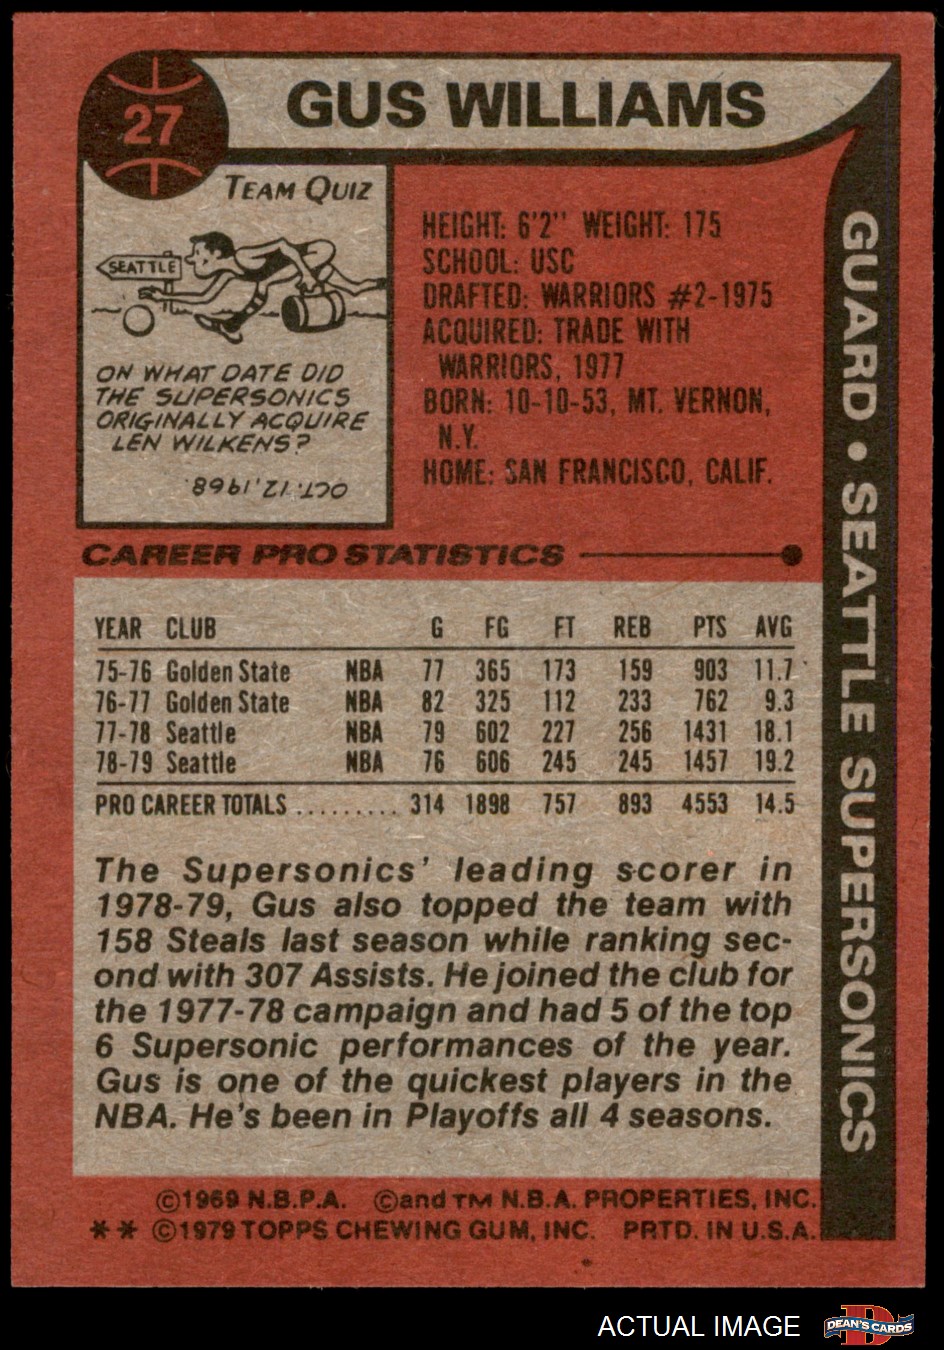 27
GUS WILLIAMS
TEAM QUIZ
SEATTLE
ON WHAT DATE DID
THE SUPERSONICS
ORIGINALLY ACQUIRE
LEN WILKENS?
OCT. 12, 1968.
HEIGHT: 6'2" WEIGHT: 175
SCHOOL: USC
DRAFTED: WARRIORS #2-1975
ACQUIRED: TRADE WITH
WARRIORS, 1977
BORN: 10-10-53, MT. VERNON,
N.Y.
HOME: SAN FRANCISCO, CALIF.
GUARD • SEATTLE SUPERSONICS
CAREER PRO STATISTICS
YEAR CLUB G FG FT REB PTS AVG
75-76 Golden State NBA 77 365 173 159 903 11.7
76-77 Golden State NBA 82 325 112 233 762 9.3
77-78 Seattle NBA 79 602 227 256 1431 18.1
78-79 Seattle NBA 76 606 245 245 1457 19.2
PRO CAREER TOTALS ......... 314 1898 757 893 4553 14.5
The Supersonics' leading scorer in
1978-79, Gus also topped the team with
158 Steals last season while ranking sec-
ond with 307 Assists. He joined the club for
the 1977-78 campaign and had 5 of the top
6 Supersonic performances of the year.
Gus is one of the quickest players in the
NBA. He's been in Playoffs all 4 seasons.
©1969 N.B.P.A. ©and TM N.B.A. PROPERTIES, INC.
** ©1979 TOPPS CHEWING GUM, INC. PRTD. IN U.S.A.
ACTUAL IMAGE
D
DEAN'S CARDS